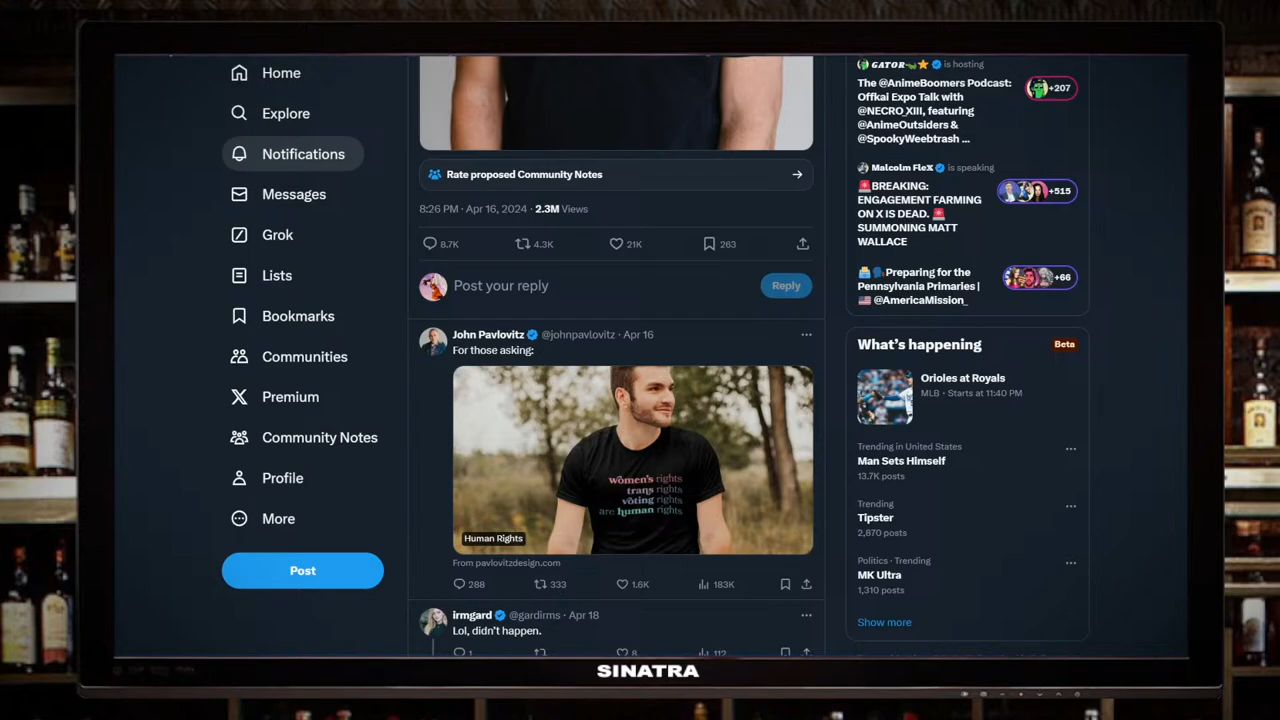 Home
Explore
Notifications
Messages
Grok
Lists
Bookmarks
Communities
Premium
Community Notes
Profile
More
Post
Rate proposed Community Notes
8:26 PM · Apr 16, 2024 · 2.3M Views
8.7K 4.3K 21K 263
Post your reply
Reply
John Pavlovitz @johnpavlovitz · Apr 16
For those asking:
women's rights
trans rights
voting rights
are human rights
Human Rights
From pavlovitzdesign.com
288 333 1.6K 183K
irmgard @gardirms · Apr 18
Lol, didn't happen.
1 8 112
GATOR is hosting
The @AnimeBoomers Podcast:
Offkai Expo Talk with
@NECRO_XIII, featuring
@AnimeOutsiders &
@SpookyWeebtrash ...
+207
Malcolm FleX is speaking
BREAKING:
ENGAGEMENT FARMING
ON X IS DEAD.
SUMMONING MATT
WALLACE
+515
Preparing for the
Pennsylvania Primaries |
@AmericaMission_
+66
What's happening
Beta
Orioles at Royals
MLB · Starts at 11:40 PM
Trending in United States
Man Sets Himself
13.7K posts
Trending
Tipster
2,870 posts
Politics · Trending
MK Ultra
1,310 posts
Show more
SINATRA